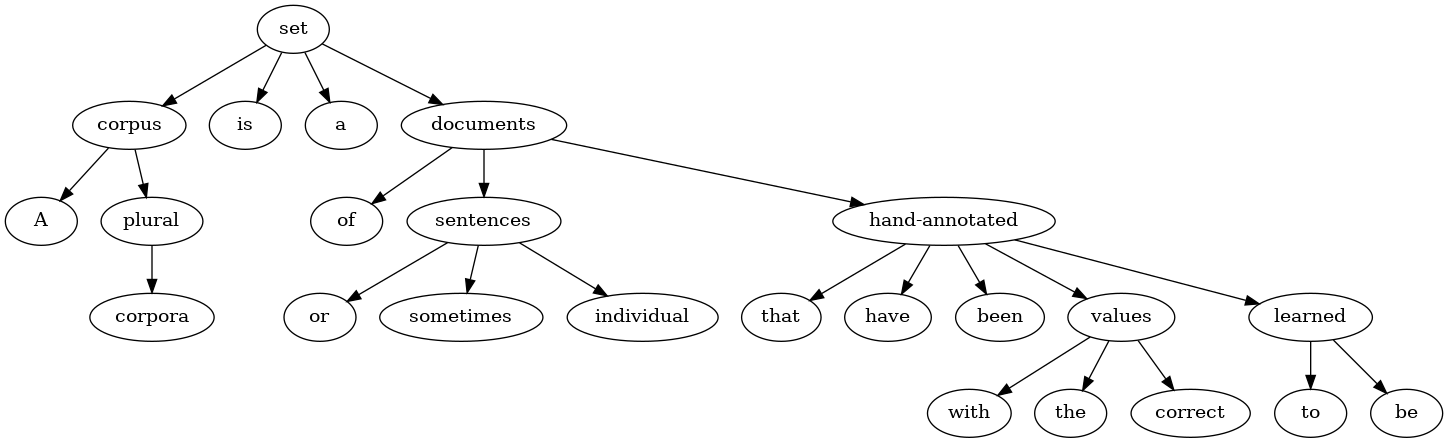 set
corpus is a documents
A plural of sentences hand-annotated
corpora or sometimes individual that have been values learned
with the correct to be